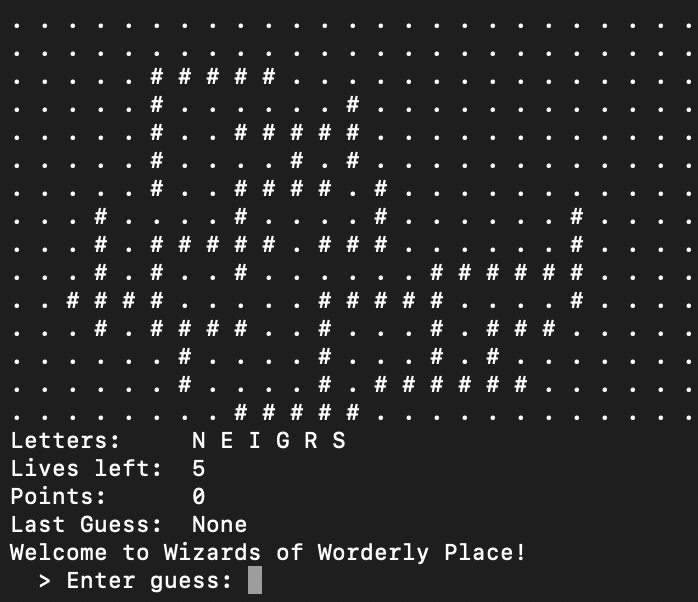 . . . . . . . . . . . . . . . . . . . . . . . . .
. . . . . . . . . . . . . . . . . . . . . . . . .
. . . . . # # # # # . . . . . . . . . . . . . . .
. . . . . # . . . . . . # . . . . . . . . . . . .
. . . . . # . . # # # # # . . . . . . . . . . . .
. . . . . # . . . . # . # . . . . . . . . . . . .
. . . . . # . . # # # # . # . . . . . . . . . . .
. . . # . . . . # . . . . # . . . . . . # . . . .
. . . # . # # # # # . # # # . . . . . . # . . . .
. . . # . # . . # . . . . . . # # # # # # . . . .
. . # # # # . . . . . # # # # # . . . . # . . . .
. . . # . # # # # . . # . . . # . # # # . . . . .
. . . . . . # . . . . # . . . # . # . . . . . . .
. . . . . . # . . . . # . # # # # # # . . . . . .
. . . . . . . . # # # # # . . . . . . . . . . . .
Letters:     N E I G R S
Lives left:  5
Points:      0
Last Guess:  None
Welcome to Wizards of Worderly Place!
  > Enter guess: